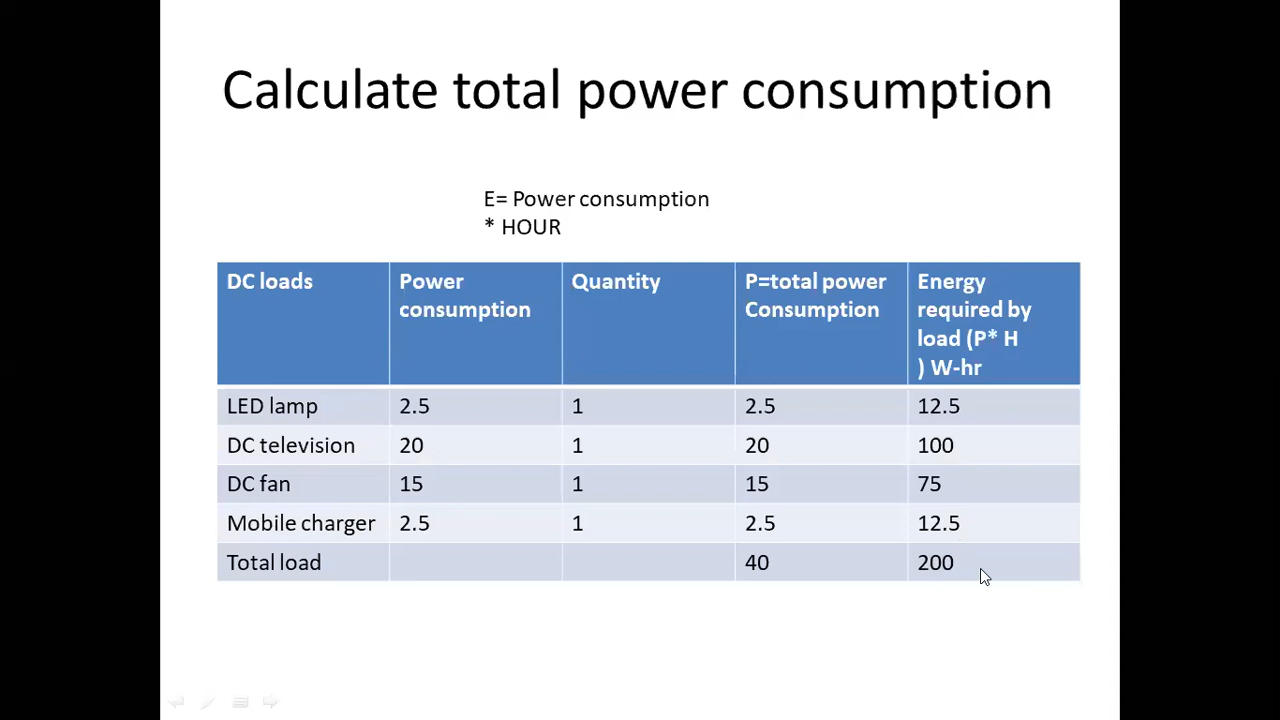 Calculate total power consumption
E= Power consumption
* HOUR
DC loads Power consumption Quantity P=total power Consumption Energy required by load (P* H ) W-hr
LED lamp 2.5 1 2.5 12.5
DC television 20 1 20 100
DC fan 15 1 15 75
Mobile charger 2.5 1 2.5 12.5
Total load 40 200